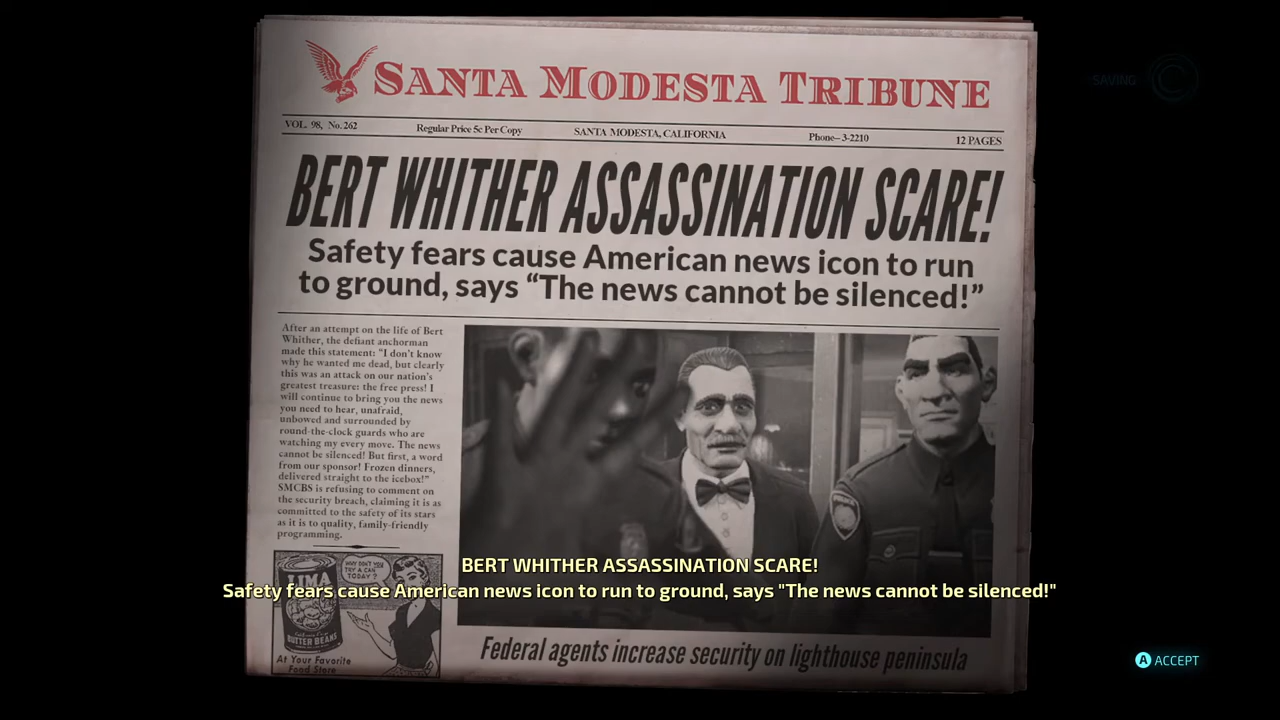 SANTA MODESTA TRIBUNE
SAVING
VOL. 98, No. 262
Regular Price 5c Per Copy
SANTA MODESTA, CALIFORNIA
Phone-3-2210
12 PAGES
BERT WHITHER ASSASSINATION SCARE!
Safety fears cause American news icon to run
to ground, says “The news cannot be silenced!”
After an attempt on the life of Bert
Whither, the defiant anchorman
made this statement: "I don't know
why he wanted me dead, but clearly
this was an attack on our nation's
greatest treasure: the free press! I
will continue to bring you the news
you need to hear, unafraid,
unbowed and surrounded by
round-the-clock guards who are
watching my every move. The news
cannot be silenced! But first, a word
from our sponsor! Frozen dinners,
delivered straight to the icebox!"
SMCBS is refusing to comment on
the security breach, claiming it is as
committed to the safety of its stars
as it is to quality, family-friendly
programming.
LIMA
BUTTER BEANS
WHY DON'T YOU
TRY A CAN
TODAY?
At Your Favorite
Food Store
BERT WHITHER ASSASSINATION SCARE!
Safety fears cause American news icon to run to ground, says "The news cannot be silenced!"
Federal agents increase security on lighthouse peninsula
A ACCEPT